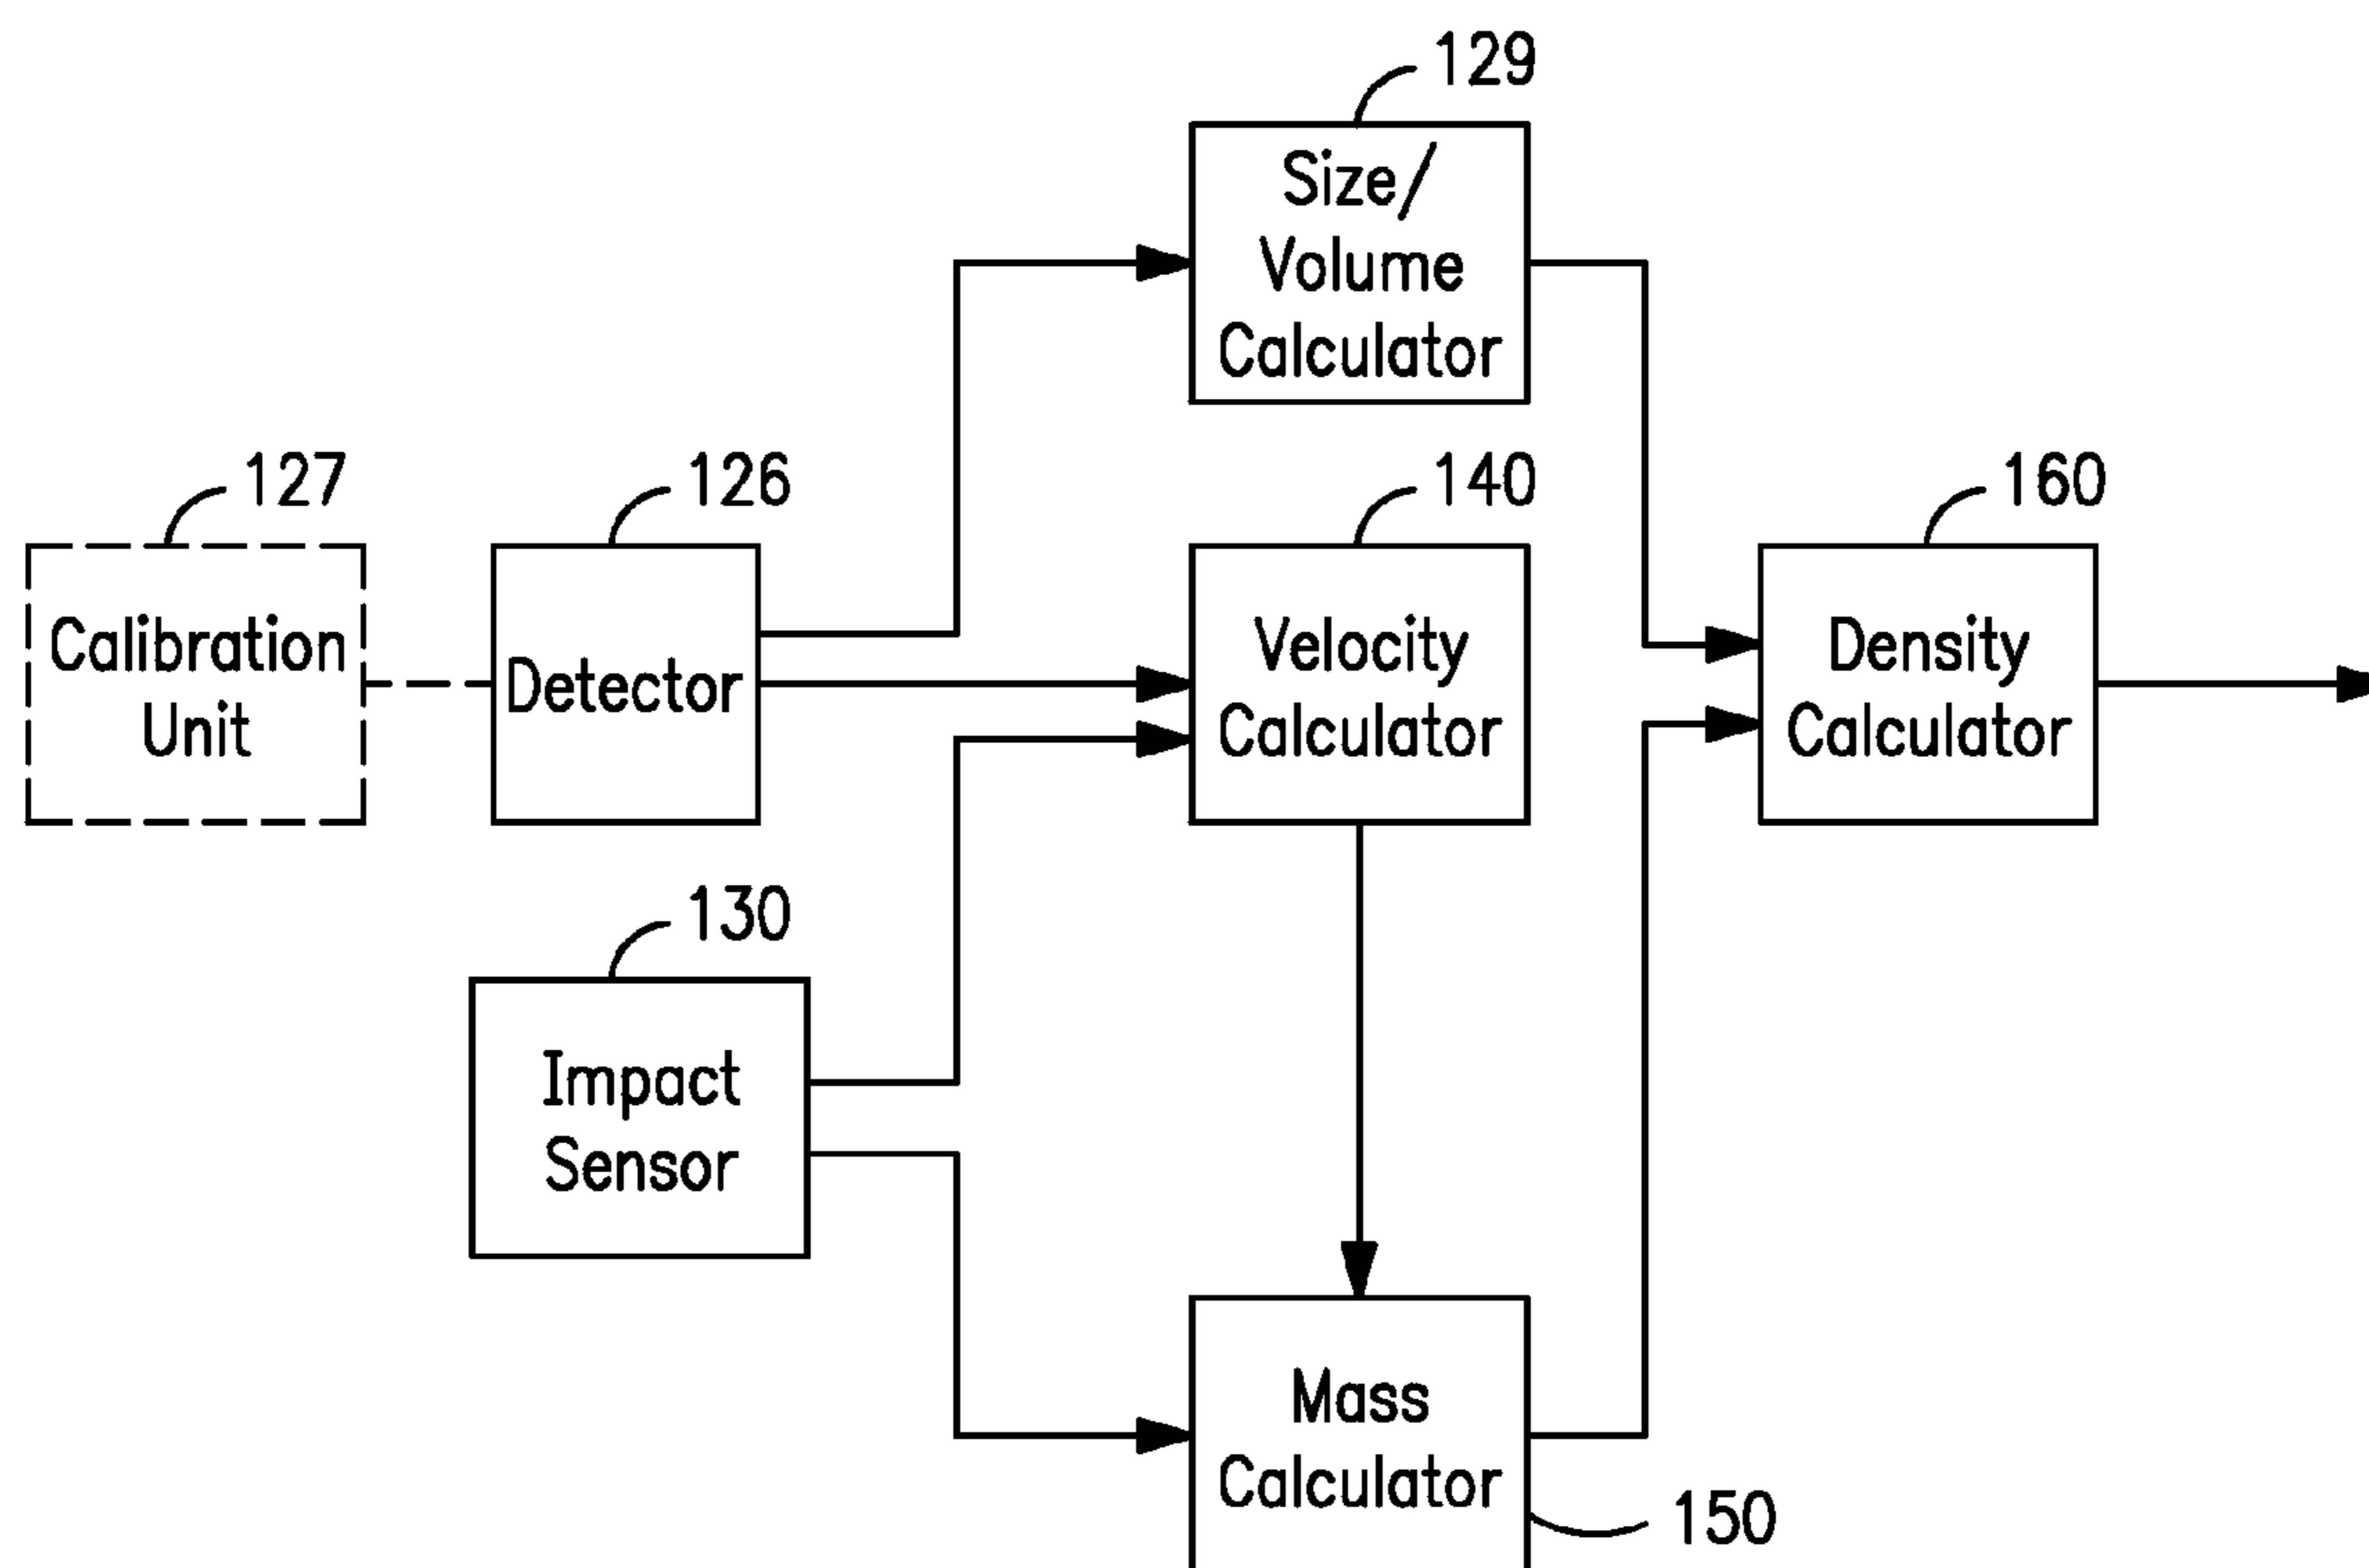 129
Size/
Volume
Calculator
127
Calibration
Unit
126
Detector
140
Velocity
Calculator
160
Density
Calculator
130
Impact
Sensor
Mass
Calculator
150